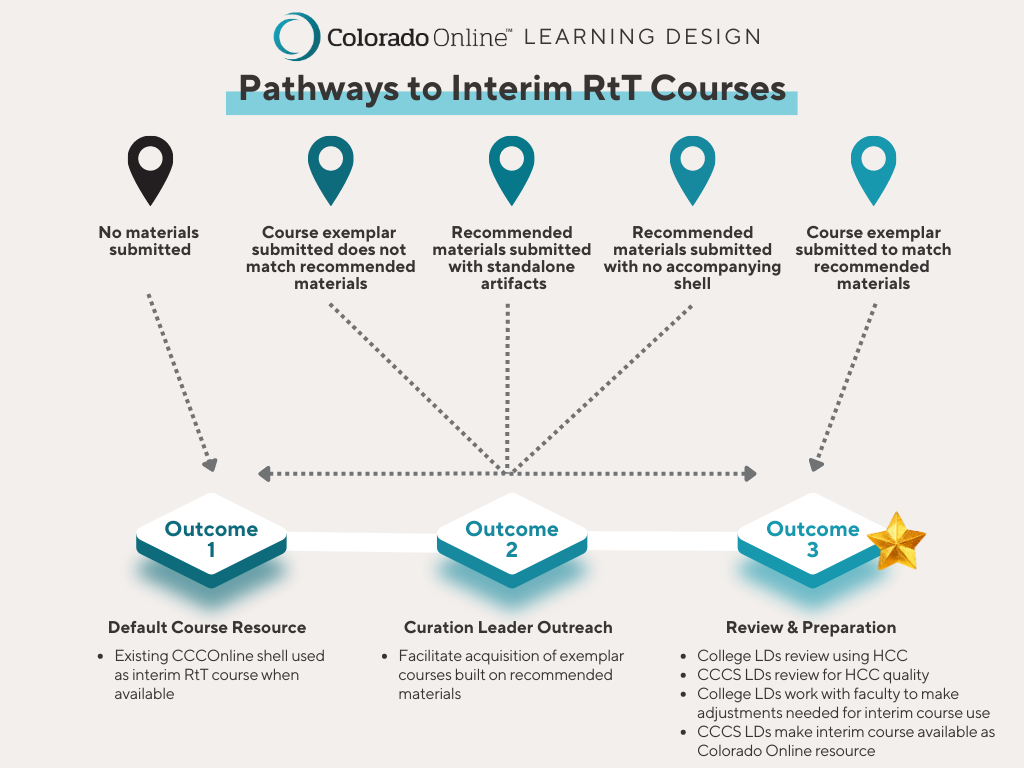 Colorado Online™ LEARNING DESIGN
Pathways to Interim RtT Courses
No materials
submitted
Course exemplar
submitted does not
match recommended
materials
Recommended
materials submitted
with standalone
artifacts
Recommended
materials submitted
with no accompanying
shell
Course exemplar
submitted to match
recommended
materials
Outcome
1
Outcome
2
Outcome
3
Default Course Resource
• Existing CCCOnline shell used
as interim RtT course when
available
Curation Leader Outreach
• Facilitate acquisition of exemplar
courses built on recommended
materials
Review & Preparation
• College LDs review using HCC
• CCCS LDs review for HCC quality
• College LDs work with faculty to make
adjustments needed for interim course use
• CCCS LDs make interim course available as
Colorado Online resource